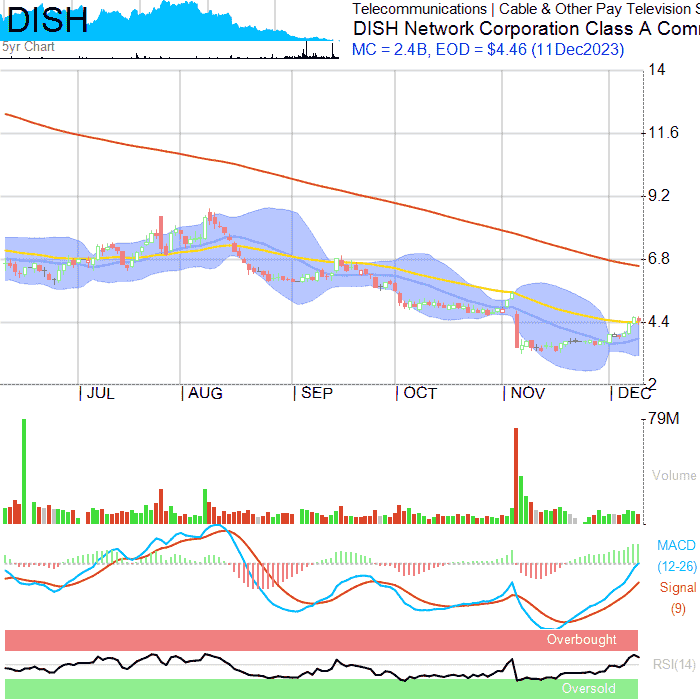 DISH
Telecommunications | Cable & Other Pay Television S
DISH Network Corporation Class A Com
MC = 2.4B, EOD = $4.46 (11Dec2023)
5yr Chart
14
11.6
9.2
6.8
4.4
2
JUL AUG SEP OCT NOV DEC
79M
Volume
MACD
(12-26)
Signal
(9)
Overbought
RSI(14)
Oversold